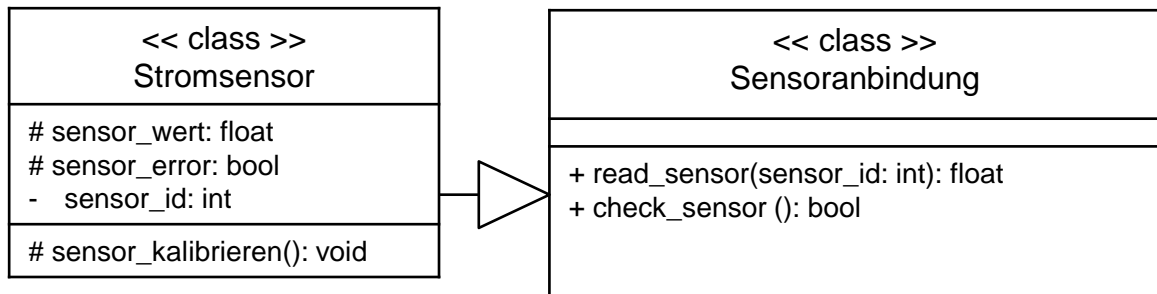 << class >>
Stromsensor
# sensor_wert: float
# sensor_error: bool
- sensor_id: int
# sensor_kalibrieren(): void
<< class >>
Sensoranbindung
+ read_sensor(sensor_id: int): float
+ check_sensor (): bool